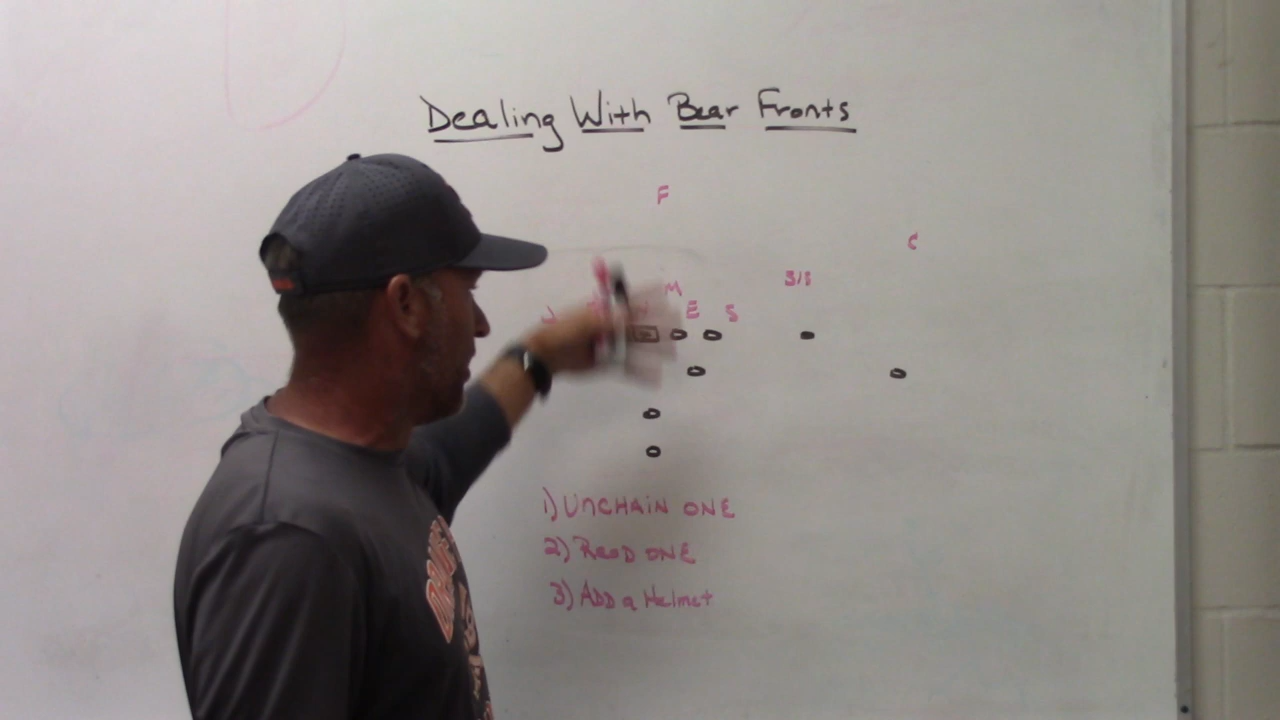 Dealing With Bear Fronts
F
C
S/S
M
J E S
1) UNCHAIN ONE
2) READ ONE
3) ADD a Helmet